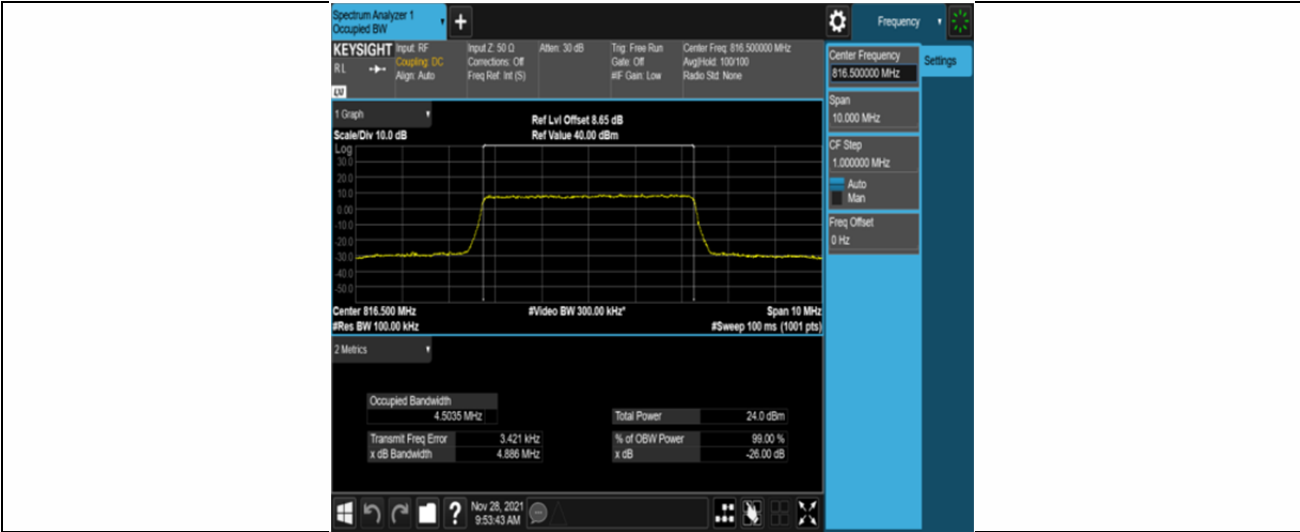 Spectrum Analyzer 1
Occupied BW
+
Frequency
KEYSIGHT
RL
Input: RF
Coupling: DC
Align: Auto
Input Z: 50 Ω
Corrections: Off
Freq Ref: Int (S)
Atten: 30 dB
Trig: Free Run
Gate: Off
#IF Gain: Low
Center Freq: 816.500000 MHz
Avg|Hold: 100/100
Radio Std: None
Center Frequency
816.500000 MHz
Settings
Span
10.000 MHz
CF Step
1.000000 MHz
Auto
Man
Freq Offset
0 Hz
1 Graph
Scale/Div 10.0 dB
Ref Lvl Offset 8.65 dB
Ref Value 40.00 dBm
Log
30.0
20.0
10.0
0.00
-10.0
-20.0
-30.0
-40.0
-50.0
Center 816.500 MHz
#Res BW 100.00 kHz
#Video BW 300.00 kHz*
Span 10 MHz
#Sweep 100 ms (1001 pts)
2 Metrics
Occupied Bandwidth
4.5035 MHz
Total Power 24.0 dBm
Transmit Freq Error 3.421 kHz
% of OBW Power 99.00 %
x dB Bandwidth 4.886 MHz
x dB -26.00 dB
?
Nov 28, 2021
9:53:43 AM